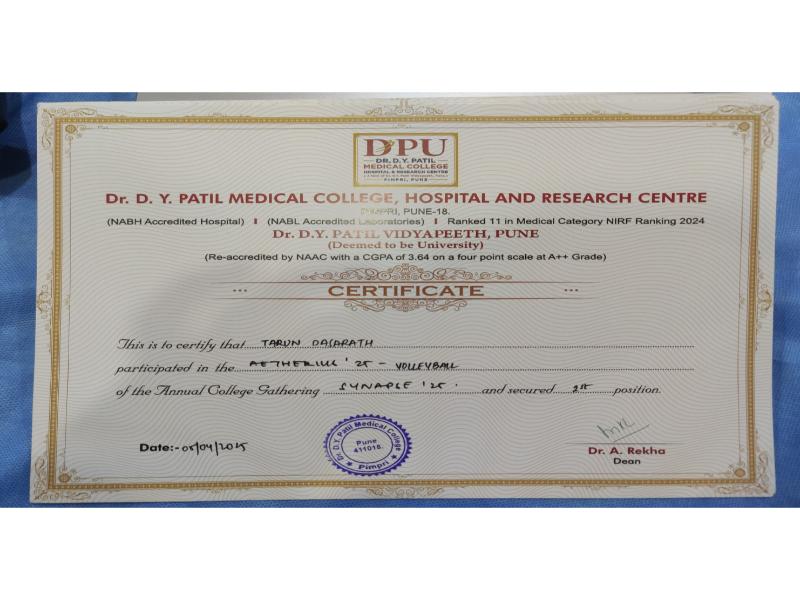 DPU
DR. D.Y. PATIL
MEDICAL COLLEGE
HOSPITAL & RESEARCH CENTRE
PIMPRI, PUNE
Dr. D. Y. PATIL MEDICAL COLLEGE, HOSPITAL AND RESEARCH CENTRE
PIMPRI, PUNE-18.
(NABH Accredited Hospital) I (NABL Accredited Laboratories) I Ranked 11 in Medical Category NIRF Ranking 2024
Dr. D.Y. PATIL VIDYAPEETH, PUNE
(Deemed to be University)
(Re-accredited by NAAC with a CGPA of 3.64 on a four point scale at A++ Grade)
CERTIFICATE
This is to certify that TARUN DASARATH
participated in the '25 - VOLLEYBALL
of the Annual College Gathering SYNAPSE '25. and secured position.
Date:- 05/04/2025
Dr. D.Y. Patil Medical College
Pune
411018.
Pimpri
Dr. A. Rekha
Dean